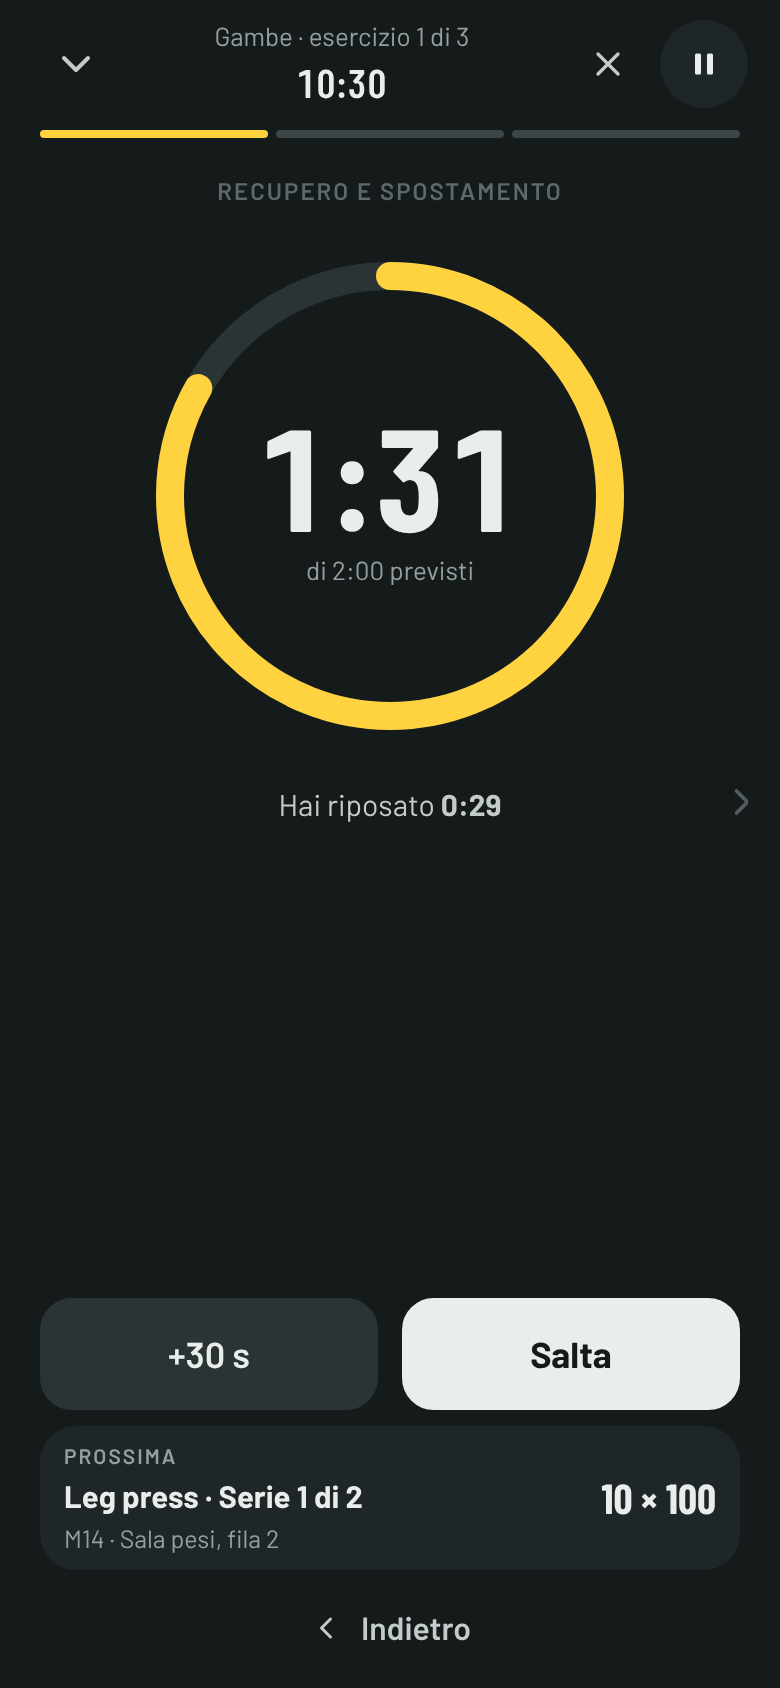 Gambe · esercizio 1 di 3
10:30
RECUPERO E SPOSTAMENTO
1:31
di 2:00 previsti
Hai riposato 0:29
+30 s
Salta
PROSSIMA
Leg press · Serie 1 di 2
10 × 100
M14 · Sala pesi, fila 2
Indietro